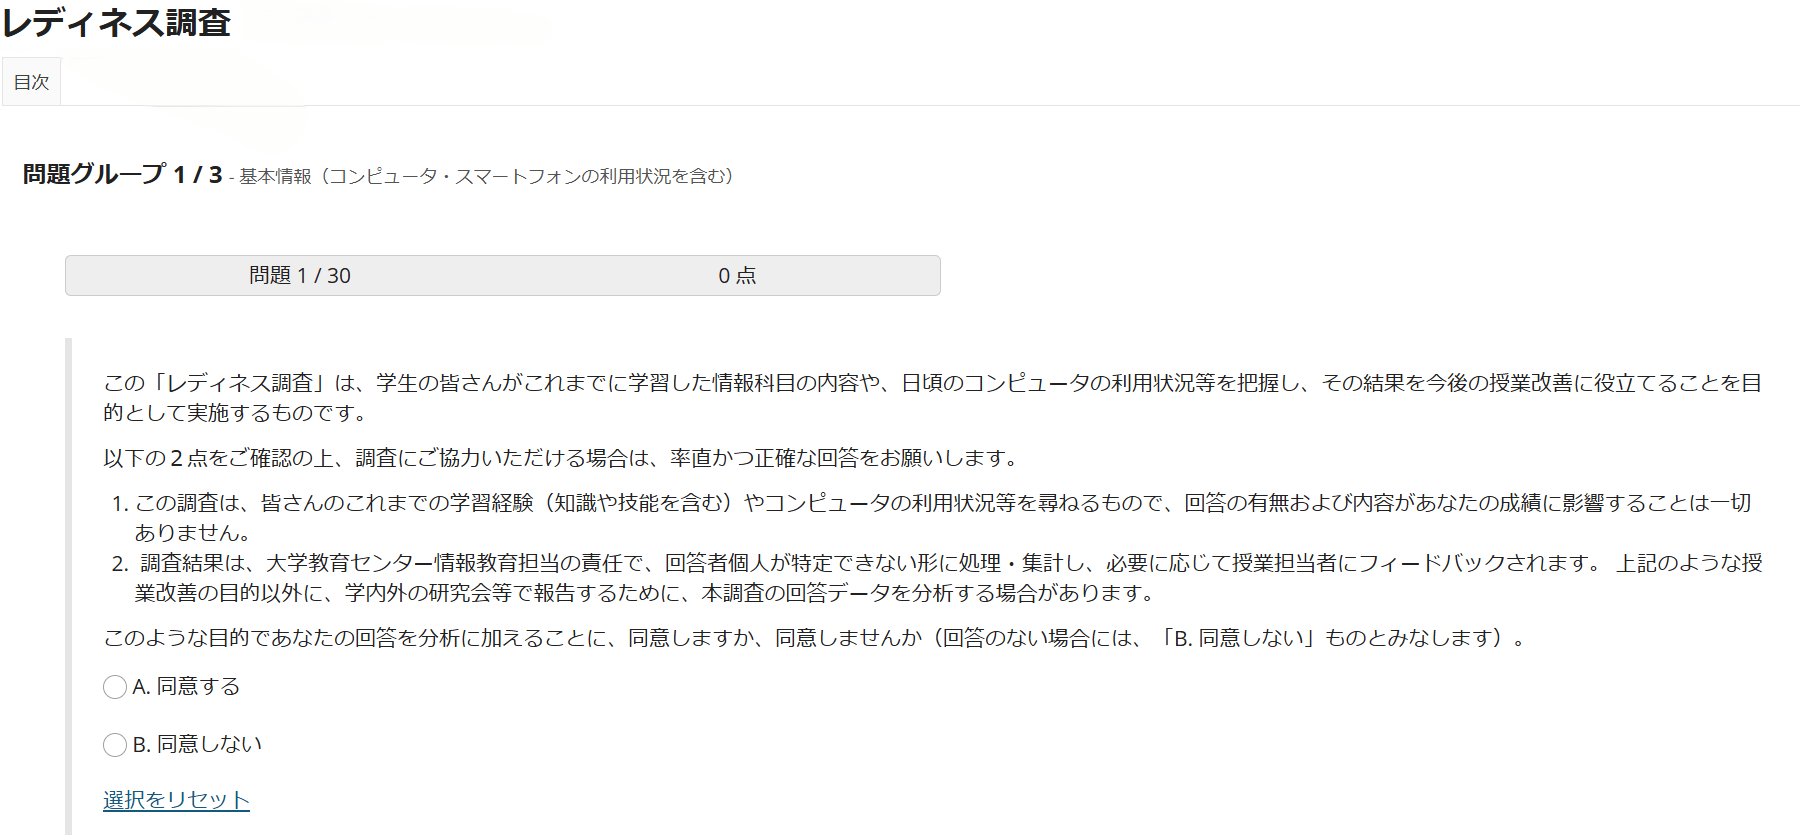 レディネス調査
目次
問題グループ 1 / 3 - 基本情報（コンピュータ・スマートフォンの利用状況を含む）
問題 1 / 30 0 点
この「レディネス調査」は、学生の皆さんがこれまでに学習した情報科目の内容や、日頃のコンピュータの利用状況等を把握し、その結果を今後の授業改善に役立てることを目
的として実施するものです。
以下の２点をご確認の上、調査にご協力いただける場合は、率直かつ正確な回答をお願いします。
1. この調査は、皆さんのこれまでの学習経験（知識や技能を含む）やコンピュータの利用状況等を尋ねるもので、回答の有無および内容があなたの成績に影響することは一切
ありません。
2. 調査結果は、大学教育センター情報教育担当の責任で、回答者個人が特定できない形に処理・集計し、必要に応じて授業担当者にフィードバックされます。 上記のような授
業改善の目的以外に、学内外の研究会等で報告するために、本調査の回答データを分析する場合があります。
このような目的であなたの回答を分析に加えることに、同意しますか、同意しませんか（回答のない場合には、「B. 同意しない」ものとみなします）。
A. 同意する
B. 同意しない
選択をリセット